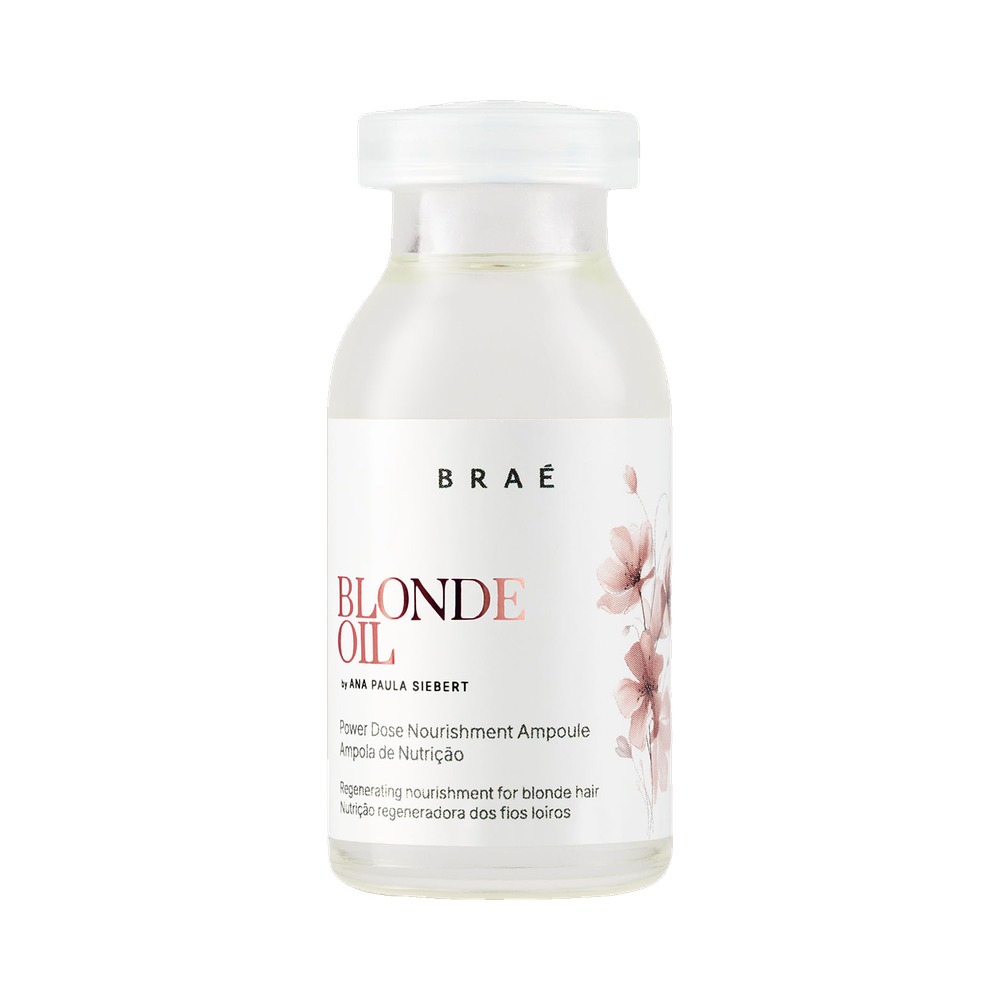 BRAÉ
BLONDE
OIL
by ANA PAULA SIEBERT
Power Dose Nourishment Ampoule
Ampola de Nutrição
Regenerating nourishment for blonde hair
Nutrição regeneradora dos fios loiros